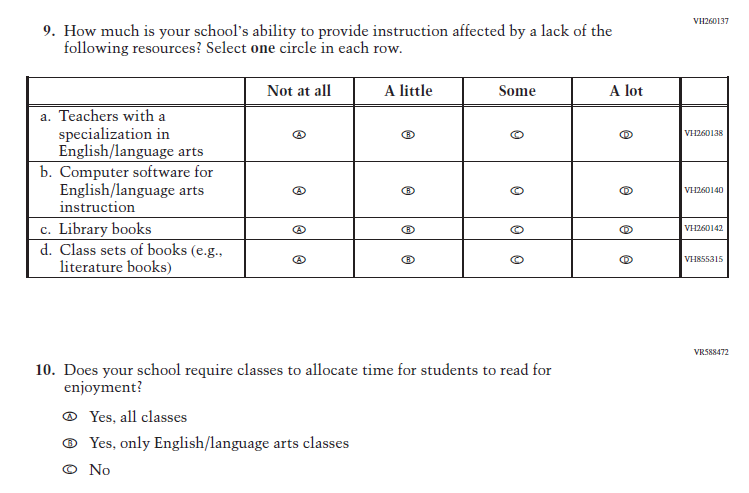 VH260137
9. How much is your school's ability to provide instruction affected by a lack of the
following resources? Select one circle in each row.
Not at all A little Some A lot
a. Teachers with a
specialization in
English/language arts
Ⓐ Ⓑ Ⓒ Ⓓ VH260138
b. Computer software for
English/language arts
instruction
Ⓐ Ⓑ Ⓒ Ⓓ VH260140
c. Library books Ⓐ Ⓑ Ⓒ Ⓓ VH260142
d. Class sets of books (e.g.,
literature books)
Ⓐ Ⓑ Ⓒ Ⓓ VH855315
VR588472
10. Does your school require classes to allocate time for students to read for
enjoyment?
Ⓐ Yes, all classes
Ⓑ Yes, only English/language arts classes
Ⓒ No